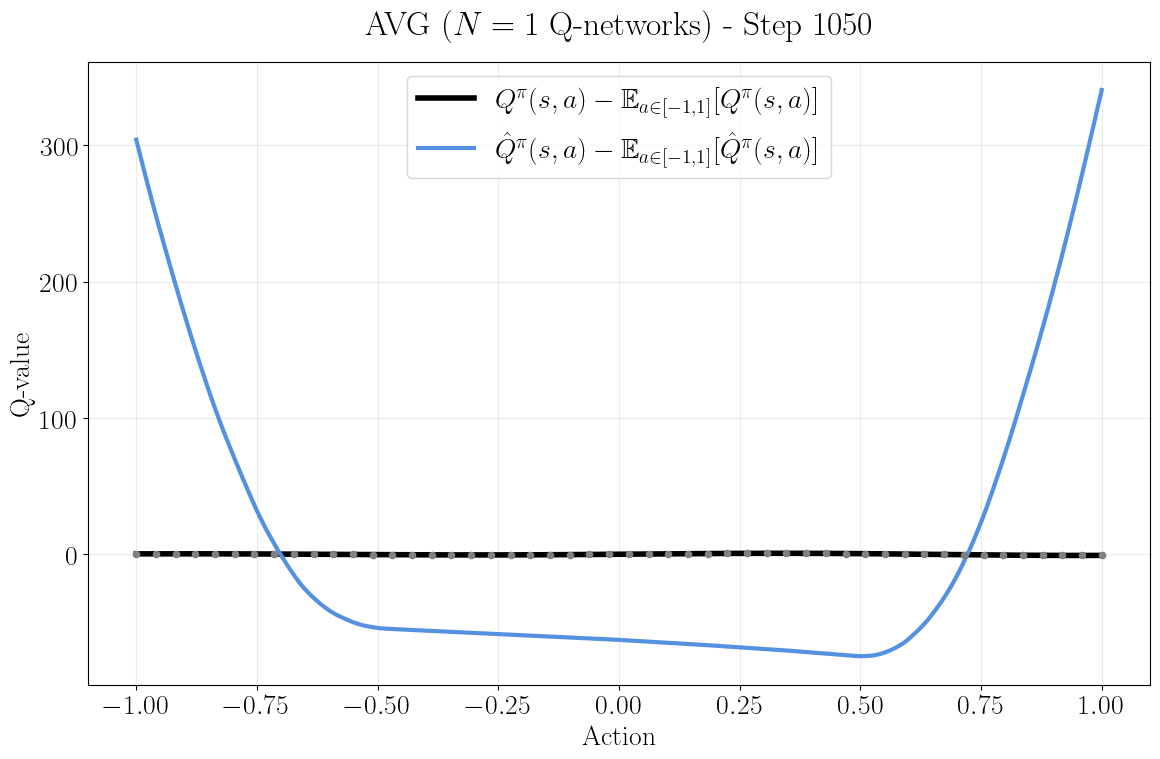 AVG (N = 1 Q-networks) - Step 1050
Q^π(s, a) − 𝔼_{a∈[−1,1]}[Q^π(s, a)]
Q̂^π(s, a) − 𝔼_{a∈[−1,1]}[Q̂^π(s, a)]
Q-value
300
200
100
0
−1.00 −0.75 −0.50 −0.25 0.00 0.25 0.50 0.75 1.00
Action